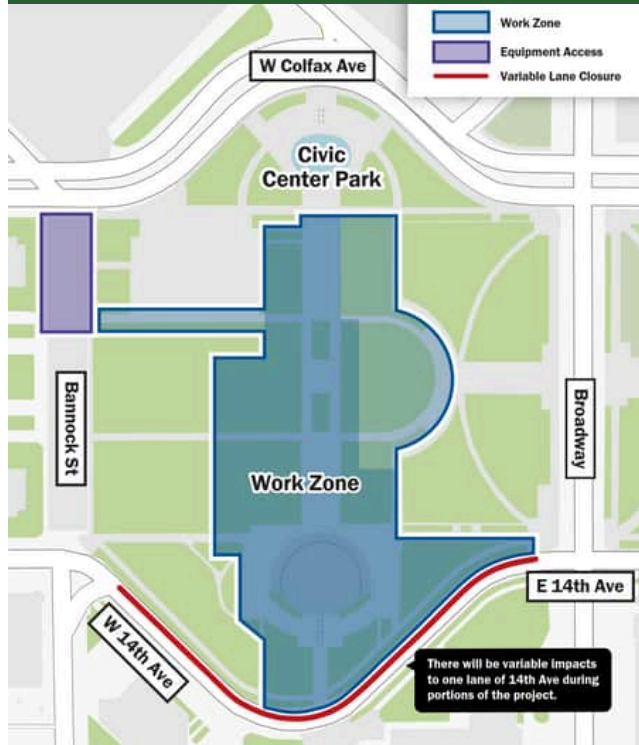 Work Zone
Equipment Access
Variable Lane Closure
W Colfax Ave
Civic
Center Park
Bannock St
Broadway
Work Zone
E 14th Ave
W 14th Ave
There will be variable impacts
to one lane of 14th Ave during
portions of the project.